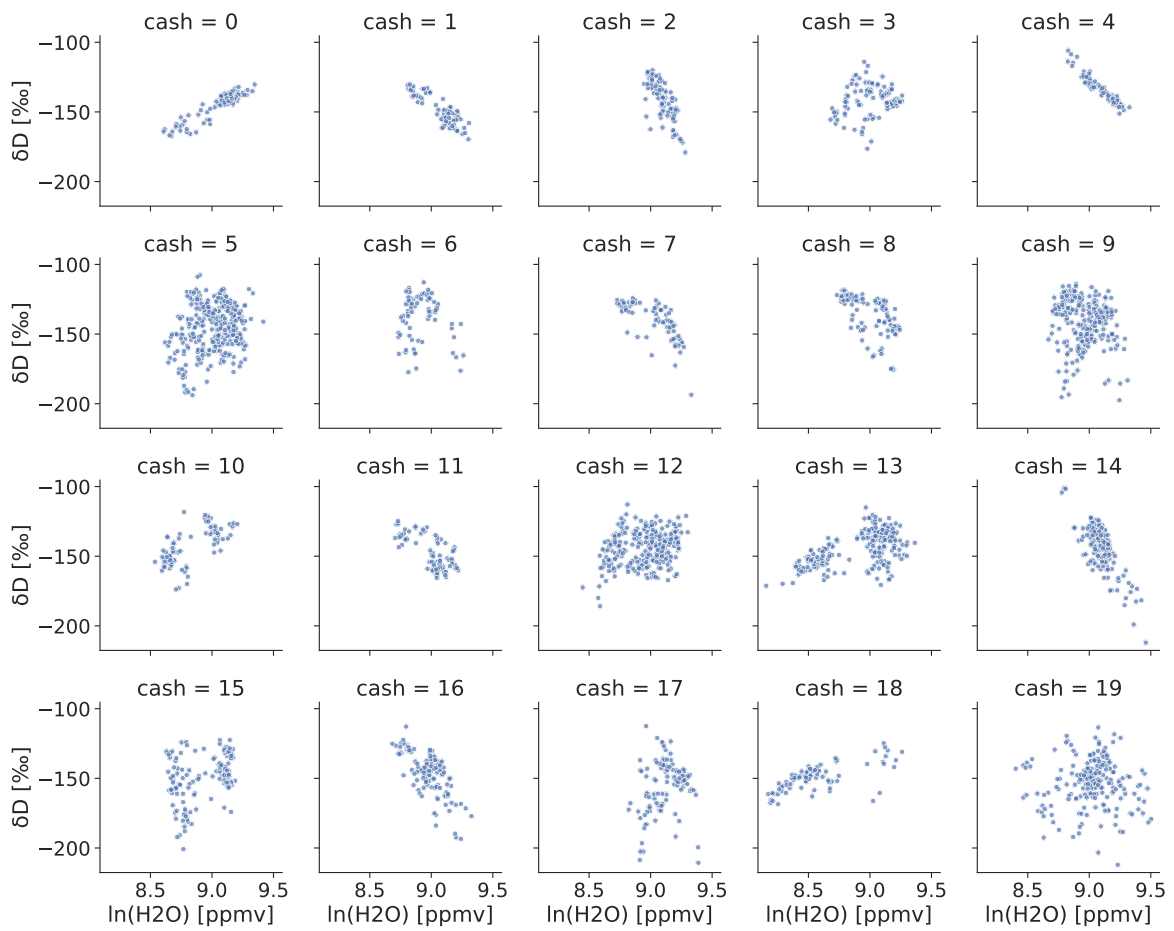 cash = 0 cash = 1 cash = 2 cash = 3 cash = 4
−100
−150
−200
δD [‰]
cash = 5 cash = 6 cash = 7 cash = 8 cash = 9
−100
−150
−200
δD [‰]
cash = 10 cash = 11 cash = 12 cash = 13 cash = 14
−100
−150
−200
δD [‰]
cash = 15 cash = 16 cash = 17 cash = 18 cash = 19
−100
−150
−200
δD [‰]
8.5 9.0 9.5 8.5 9.0 9.5 8.5 9.0 9.5 8.5 9.0 9.5 8.5 9.0 9.5
ln(H2O) [ppmv] ln(H2O) [ppmv] ln(H2O) [ppmv] ln(H2O) [ppmv] ln(H2O) [ppmv]